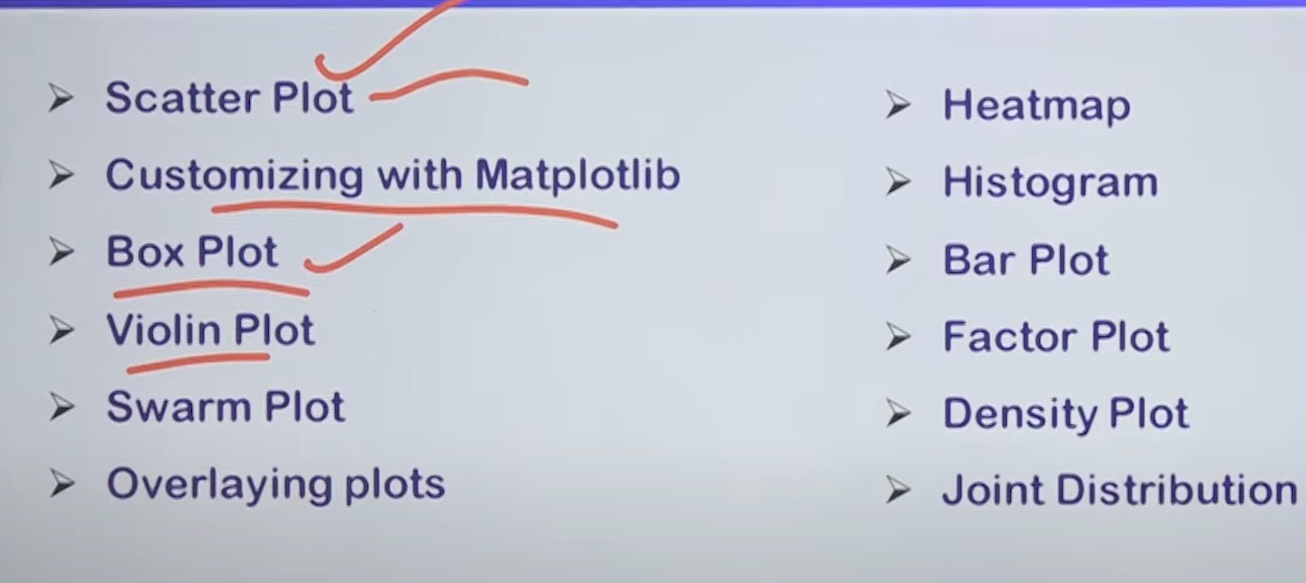 Scatter Plot
Customizing with Matplotlib
Box Plot
Violin Plot
Swarm Plot
Overlaying plots
Heatmap
Histogram
Bar Plot
Factor Plot
Density Plot
Joint Distribution